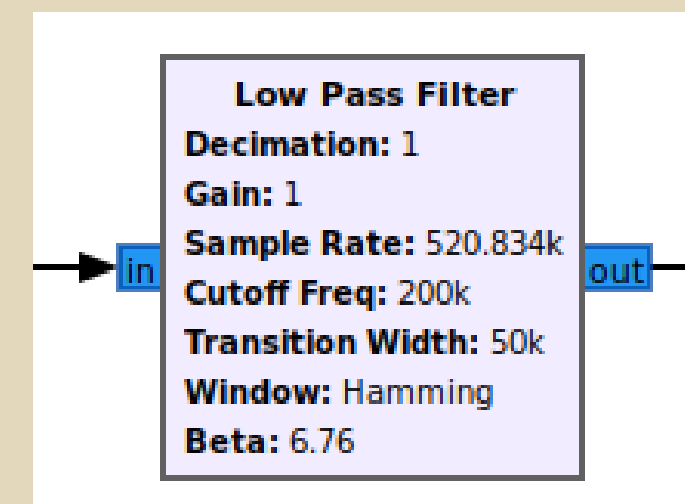 Low Pass Filter
Decimation: 1
Gain: 1
Sample Rate: 520.834k
in
out
Cutoff Freq: 200k
Transition Width: 50k
Window: Hamming
Beta: 6.76